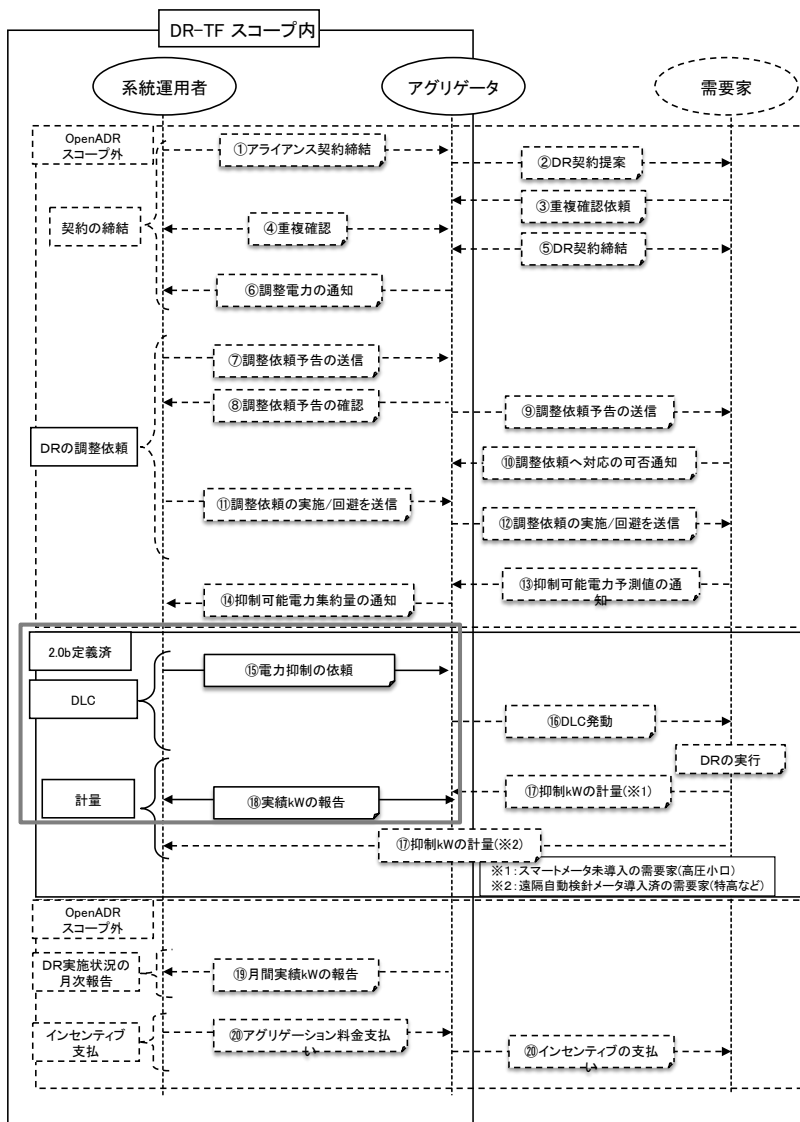 DR-TF スコープ内
系統運用者
アグリゲータ
需要家
OpenADR
スコープ外
①アライアンス契約締結
②DR契約提案
③重複確認依頼
契約の締結
④重複確認
⑤DR契約締結
⑥調整電力の通知
⑦調整依頼予告の送信
⑧調整依頼予告の確認
⑨調整依頼予告の送信
DRの調整依頼
⑩調整依頼へ対応の可否通知
⑪調整依頼の実施/回避を送信
⑫調整依頼の実施/回避を送信
⑬抑制可能電力予測値の通
知
⑭抑制可能電力集約量の通知
2.0b定義済
⑮電力抑制の依頼
DLC
⑯DLC発動
DRの実行
計量
⑱実績kWの報告
⑰抑制kWの計量(※1)
⑰抑制kWの計量(※2)
※1:スマートメータ未導入の需要家(高圧小口)
※2:遠隔自動検針メータ導入済の需要家(特高など)
OpenADR
スコープ外
DR実施状況の
月次報告
⑲月間実績kWの報告
インセンティブ
支払
⑳アグリゲーション料金支払
い
⑳インセンティブの支払
い